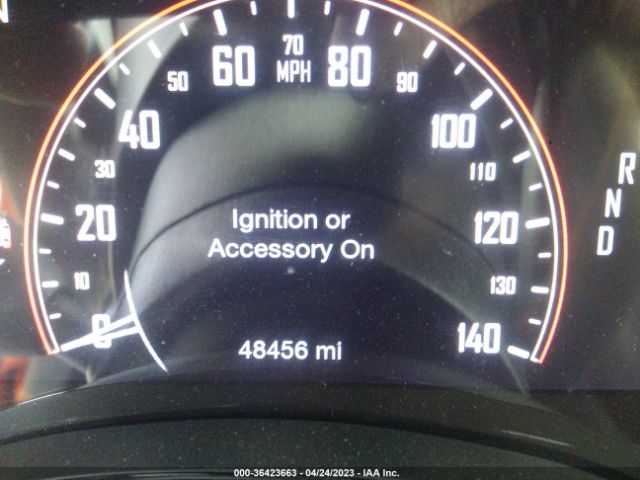 70
60 MPH 80
50 90
40 100
30 110
R
N
D
20 120
Ignition or
Accessory On
10 130
0 140
48456 mi
000-36423663 - 04/24/2023 - IAA Inc.